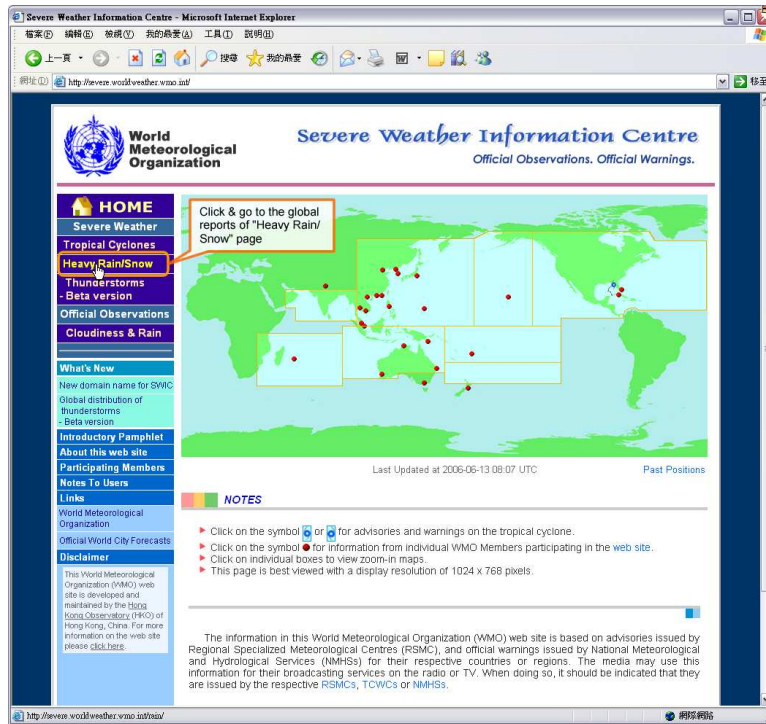 Severe Weather Information Centre - Microsoft Internet Explorer
檔案(F) 編輯(E) 檢視(V) 我的最愛(A) 工具(T) 說明(H)
上一頁 搜尋 我的最愛
網址(D) http://severe.worldweather.wmo.int/ 移至
World
Meteorological
Organization
Severe Weather Information Centre
Official Observations. Official Warnings.
HOME
Severe Weather
Tropical Cyclones
Heavy Rain/Snow
Thunderstorms
- Beta version
Official Observations
Cloudiness & Rain
Click & go to the global
reports of "Heavy Rain/
Snow" page
What's New
New domain name for SWIC
Global distribution of
thunderstorms
- Beta version
Introductory Pamphlet
About this web site
Participating Members
Notes To Users
Links
World Meteorological
Organization
Official World City Forecasts
Disclaimer
This World Meteorological
Organization (WMO) web
site is developed and
maintained by the Hong
Kong Observatory (HKO) of
Hong Kong, China. For more
information on the web site
please click here.
Last Updated at 2006-06-13 08:07 UTC
Past Positions
NOTES
Click on the symbol or for advisories and warnings on the tropical cyclone.
Click on the symbol for information from individual WMO Members participating in the web site.
Click on individual boxes to view zoom-in maps.
This page is best viewed with a display resolution of 1024 x 768 pixels.
The information in this World Meteorological Organization (WMO) web site is based on advisories issued by
Regional Specialized Meteorological Centres (RSMC), and official warnings issued by National Meteorological
and Hydrological Services (NMHSs) for their respective countries or regions. The media may use this
information for their broadcasting services on the radio or TV. When doing so, it should be indicated that they
are issued by the respective RSMCs, TCWCs or NMHSs.
http://severe.worldweather.wmo.int/rain/
網際網路